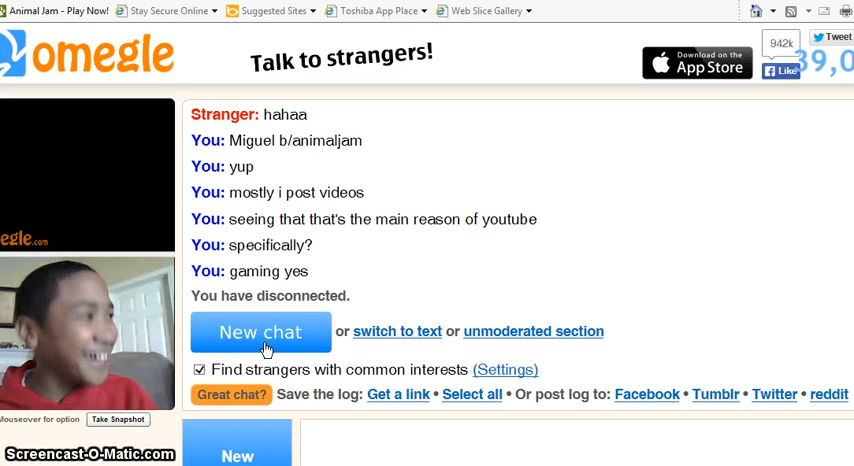 Animal Jam - Play Now! Stay Secure Online Suggested Sites Toshiba App Place Web Slice Gallery
omegle Talk to strangers! Download on the App Store 942k Like Tweet 39,0
Stranger: hahaa
You: Miguel b/animaljam
You: yup
You: mostly i post videos
You: seeing that that's the main reason of youtube
egle.com
You: specifically?
You: gaming yes
You have disconnected.
New chat or switch to text or unmoderated section
Find strangers with common interests (Settings)
Great chat? Save the log: Get a link • Select all • Or post log to: Facebook • Tumblr • Twitter • reddit
Mouseover for option Take Snapshot
Screencast-O-Matic.com
New